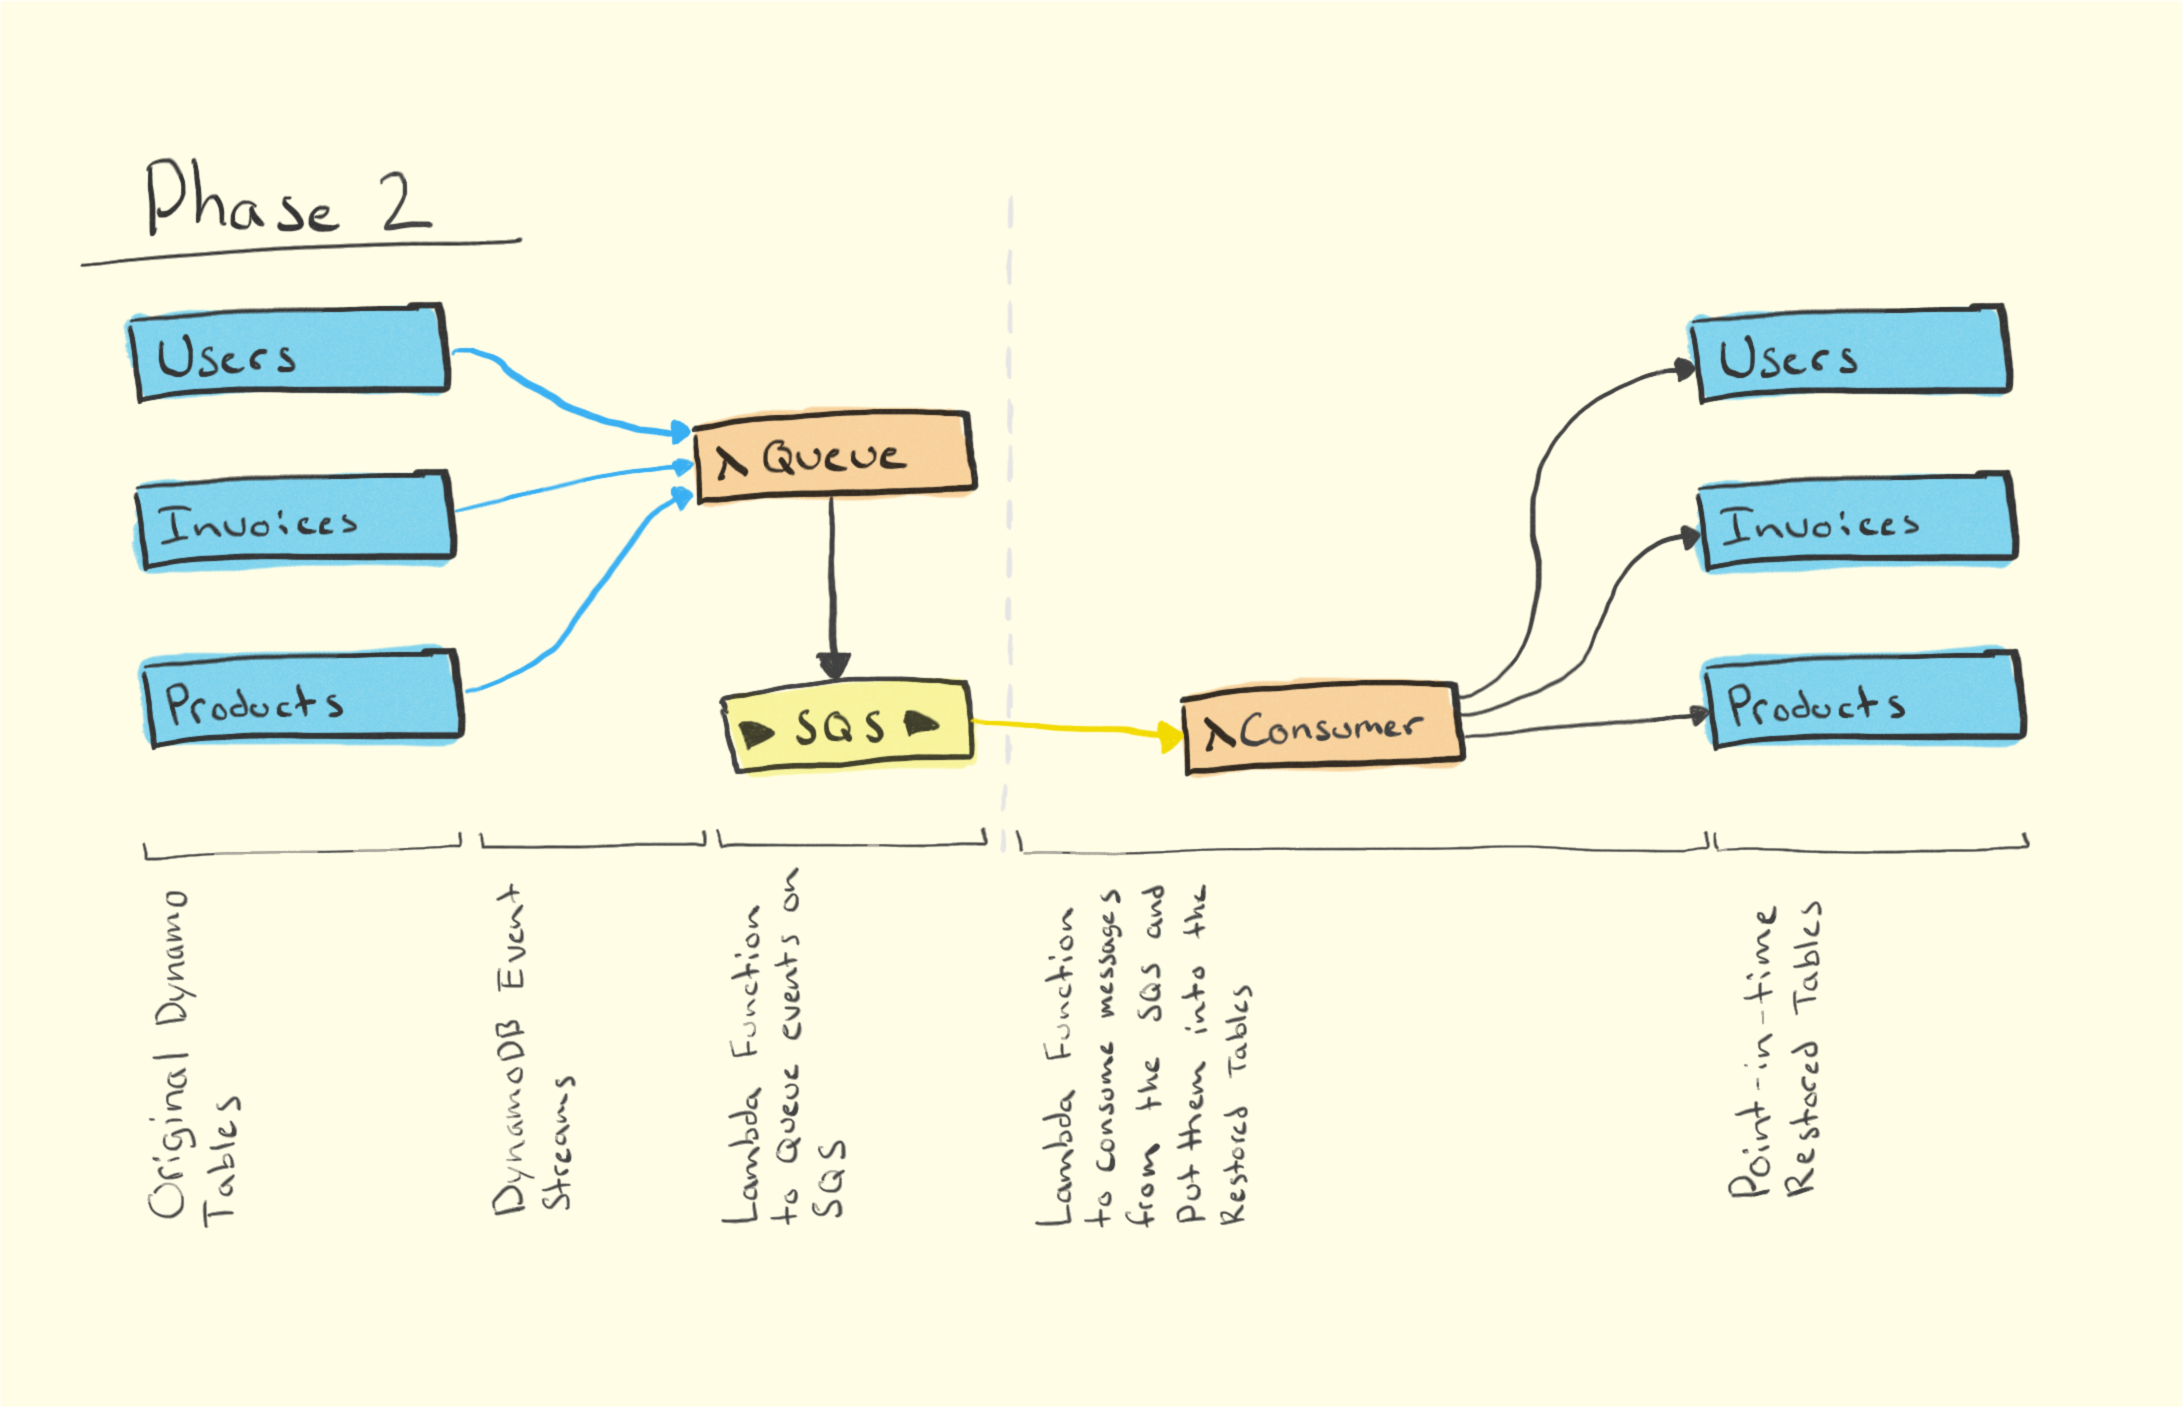 Phase 2
Users
Invoices
Products
λ Queue
SQS
λ Consumer
Users
Invoices
Products
Original Dynamo
Tables
DynamoDB Event
Streams
Lambda Function
to Queue events on
SQS
Lambda Function
to consume messages
from the SQS and
Put them into the
Restored Tables
Point-in-time
Restored Tables